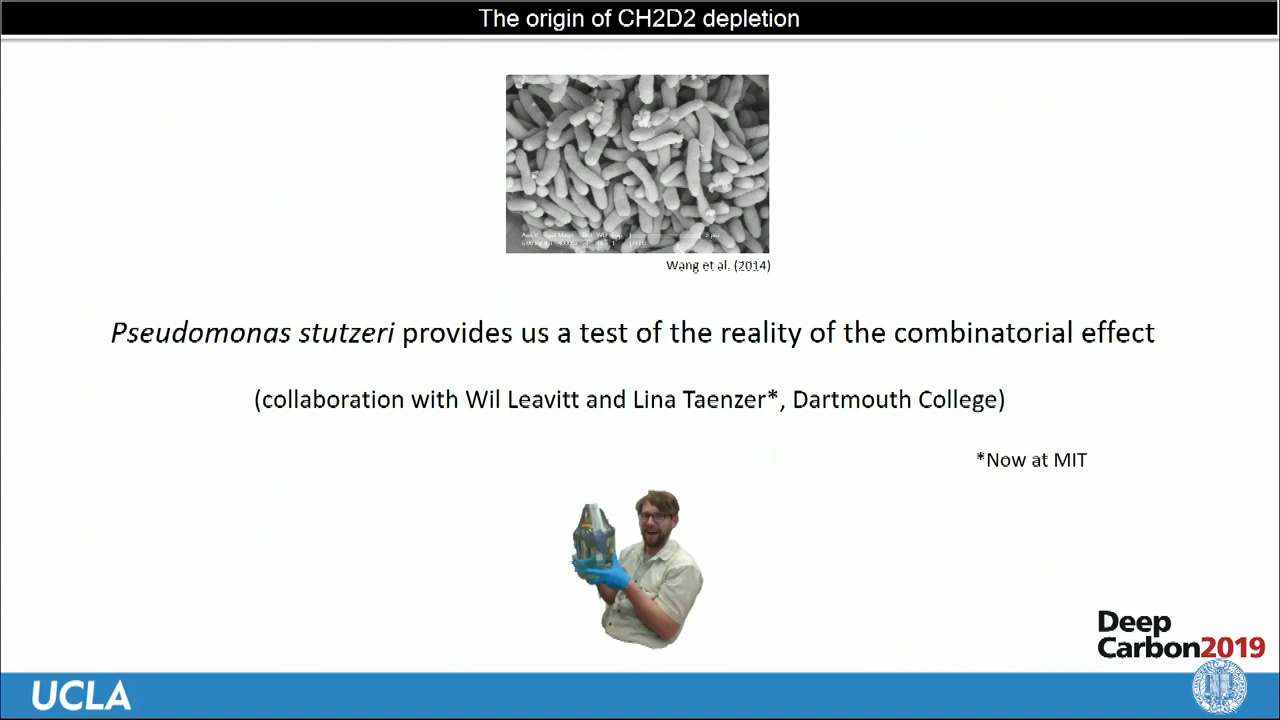 The origin of CH2D2 depletion
Wang et al. (2014)
Pseudomonas stutzeri provides us a test of the reality of the combinatorial effect
(collaboration with Wil Leavitt and Lina Taenzer*, Dartmouth College)
*Now at MIT
Deep
Carbon2019
UCLA